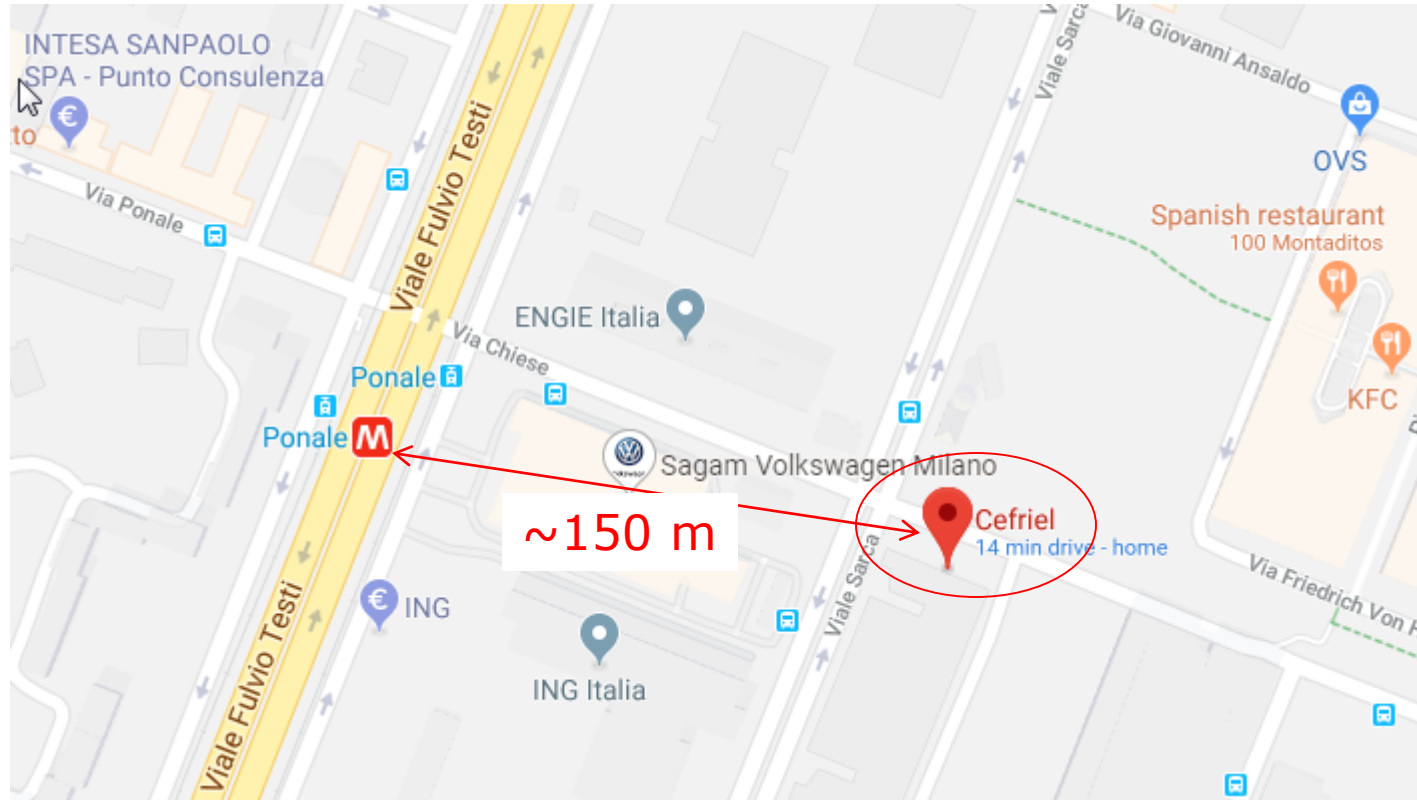 INTESA SANPAOLO
SPA - Punto Consulenza
to
Via Ponale
Viale Fulvio Testi
Viale Sarca
Via Giovanni Ansaldo
OVS
Spanish restaurant
100 Montaditos
KFC
ENGIE Italia
Via Chiese
Ponale
Ponale M
Sagam Volkswagen Milano
~150 m
Cefriel
14 min drive - home
Viale Sarca
Via Friedrich Von
ING
ING Italia
Viale Fulvio Testi